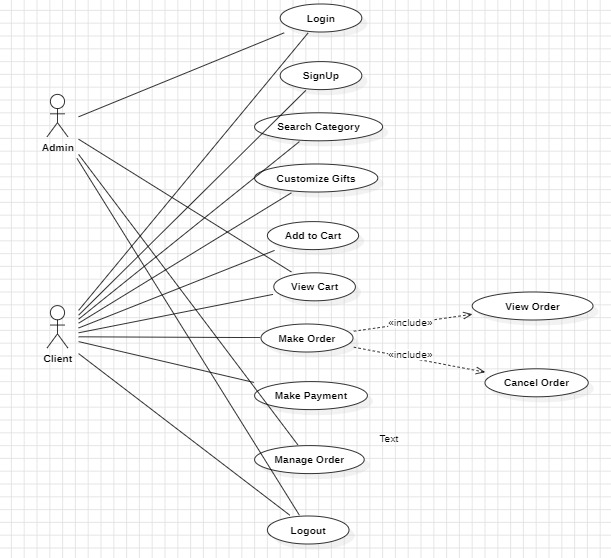 Login
SignUp
Search Category
Admin
Customize Gifts
Add to Cart
View Cart
View Order
«include»
Make Order
Client
«include»
Cancel Order
Make Payment
Text
Manage Order
Logout